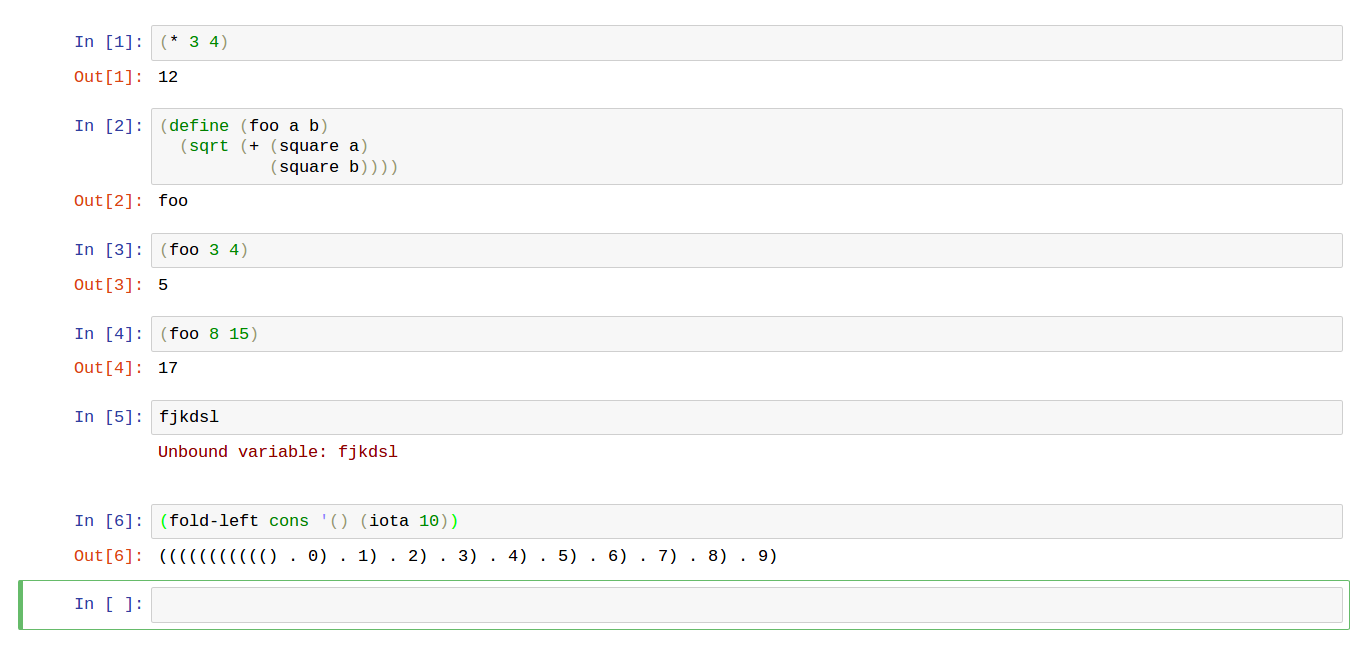 In [1]: (* 3 4)
Out[1]: 12
In [2]: (define (foo a b)
  (sqrt (+ (square a)
           (square b))))
Out[2]: foo
In [3]: (foo 3 4)
Out[3]: 5
In [4]: (foo 8 15)
Out[4]: 17
In [5]: fjkdsl
Unbound variable: fjkdsl
In [6]: (fold-left cons '() (iota 10))
Out[6]: ((((((((((() . 0) . 1) . 2) . 3) . 4) . 5) . 6) . 7) . 8) . 9)
In [ ]: